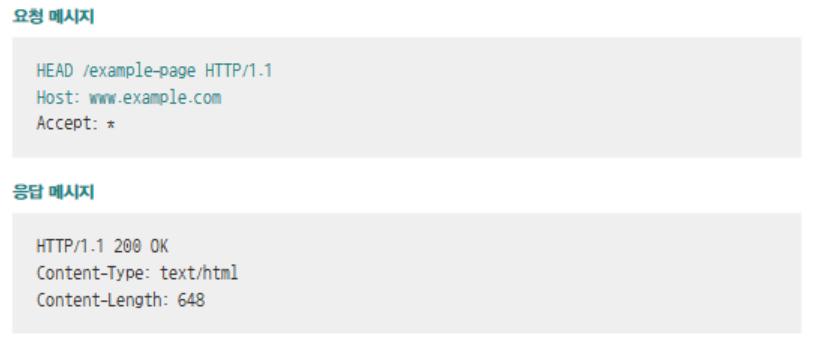 요청 메시지
HEAD /example-page HTTP/1.1
Host: www.example.com
Accept: *
응답 메시지
HTTP/1.1 200 OK
Content-Type: text/html
Content-Length: 648